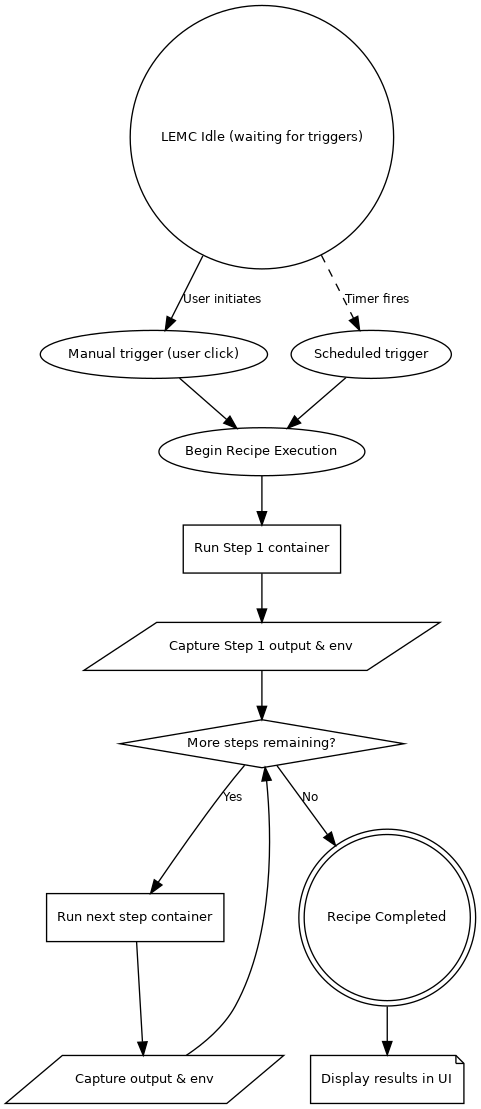 LEMC Idle (waiting for triggers)
User initiates
Timer fires
Manual trigger (user click)
Scheduled trigger
Begin Recipe Execution
Run Step 1 container
Capture Step 1 output & env
More steps remaining?
Yes
No
Run next step container
Recipe Completed
Capture output & env
Display results in UI